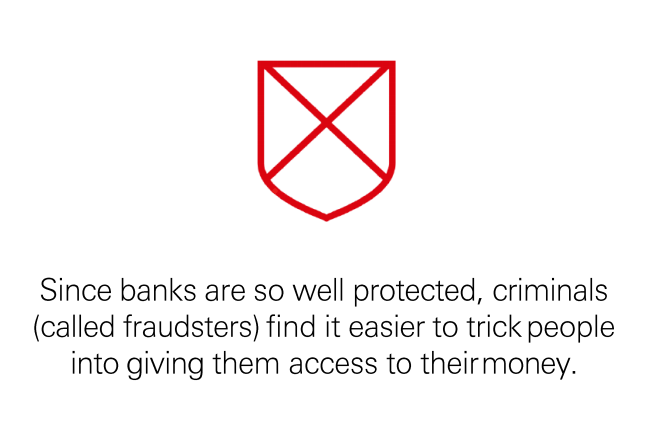 Since banks are so well protected, criminals
(called fraudsters) find it easier to trick people
into giving them access to their money.